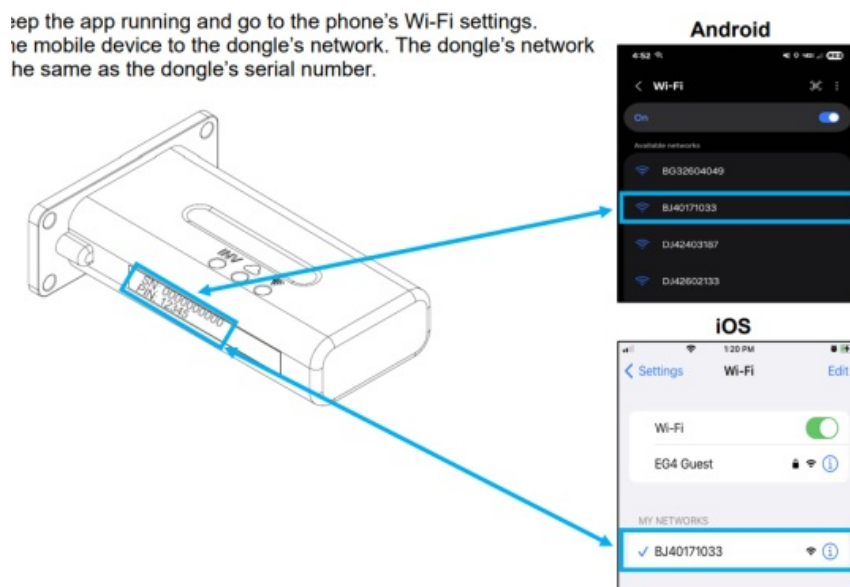 eep the app running and go to the phone's Wi-Fi settings.
ne mobile device to the dongle's network. The dongle's network
he same as the dongle's serial number.
Android
4:52
Wi-Fi
On
Available networks
BG32604049
BJ40171033
DJ42403187
DJ42602133
INV
SN: 0000000000
PIN: 12345
iOS
1:20 PM
Settings Wi-Fi Edit
Wi-Fi
EG4 Guest
MY NETWORKS
BJ40171033